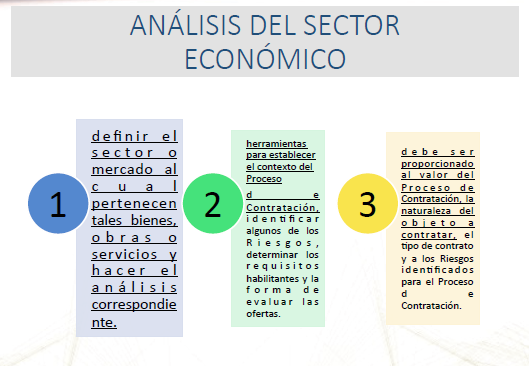 ANÁLISIS DEL SECTOR
ECONÓMICO
1
definir el
sector o
mercado al
cual
pertenecen
tales bienes,
obras o
servicios y
hacer el
análisis
correspondie
nte.
2
herramientas
para establecer
el contexto del
Proceso
d e
Contratación,
identificar
algunos de los
Riesgos,
determinar los
requisitos
habilitantes y la
forma de
evaluar las
ofertas.
3
debe ser
proporcionado
al valor del
Proceso de
Contratación, la
naturaleza del
objeto a
contratar, el
tipo de contrato
y a los Riesgos
identificados
para el Proceso
d e
Contratación.